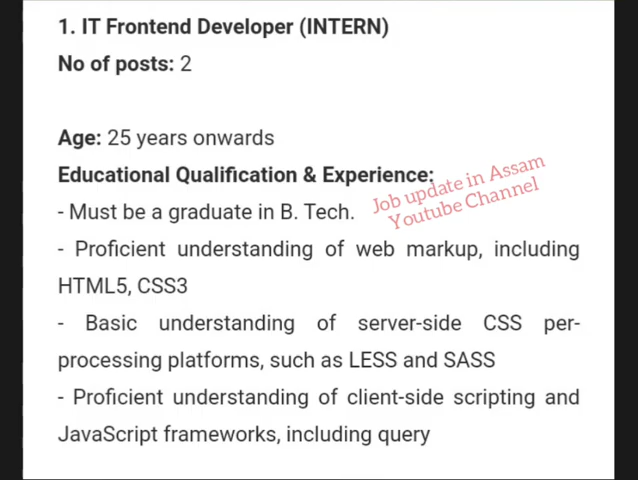 1. IT Frontend Developer (INTERN)
No of posts: 2
Age: 25 years onwards
Educational Qualification & Experience:
Job update in Assam
Youtube Channel
- Must be a graduate in B. Tech.
- Proficient understanding of web markup, including
HTML5, CSS3
- Basic understanding of server-side CSS per-
processing platforms, such as LESS and SASS
- Proficient understanding of client-side scripting and
JavaScript frameworks, including query